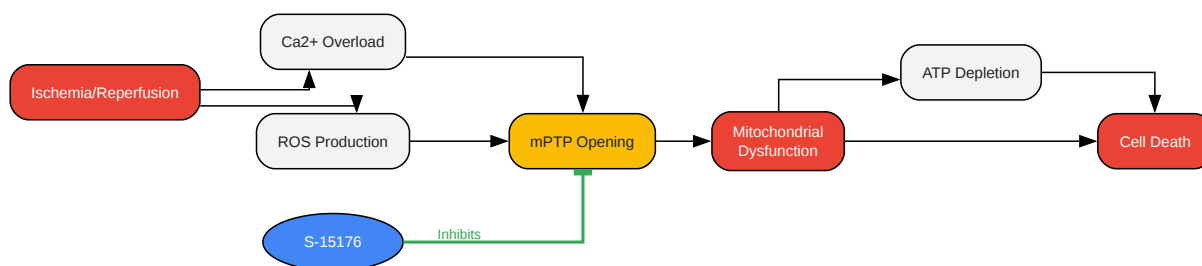 Ca2+ Overload
Ischemia/Reperfusion
ROS Production
mPTP Opening
Mitochondrial
Dysfunction
ATP Depletion
Cell Death
S-15176
Inhibits